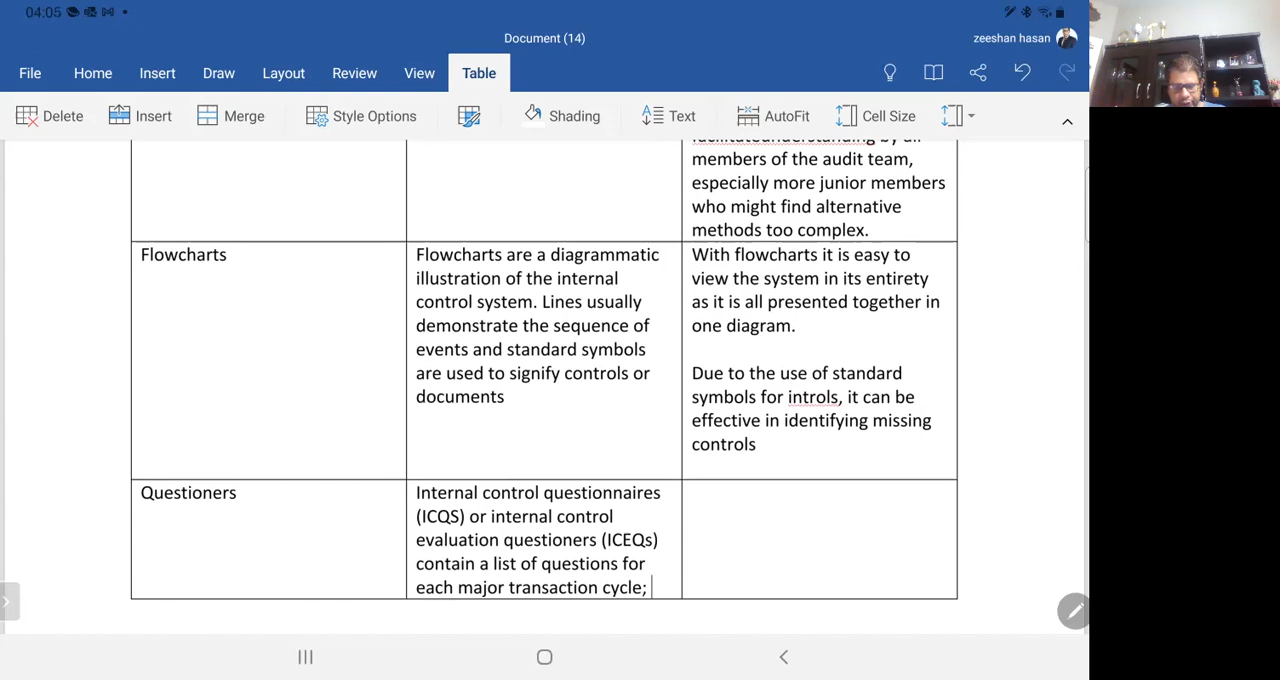 04:05
Document (14)
zeeshan hasan
File Home Insert Draw Layout Review View Table
Delete Insert Merge Style Options Shading Text AutoFit Cell Size
members of the audit team,
especially more junior members
who might find alternative
methods too complex.
Flowcharts
Flowcharts are a diagrammatic
illustration of the internal
control system. Lines usually
demonstrate the sequence of
events and standard symbols
are used to signify controls or
documents
With flowcharts it is easy to
view the system in its entirety
as it is all presented together in
one diagram.
Due to the use of standard
symbols for introls, it can be
effective in identifying missing
controls
Questioners
Internal control questionnaires
(ICQS) or internal control
evaluation questioners (ICEQs)
contain a list of questions for
each major transaction cycle;